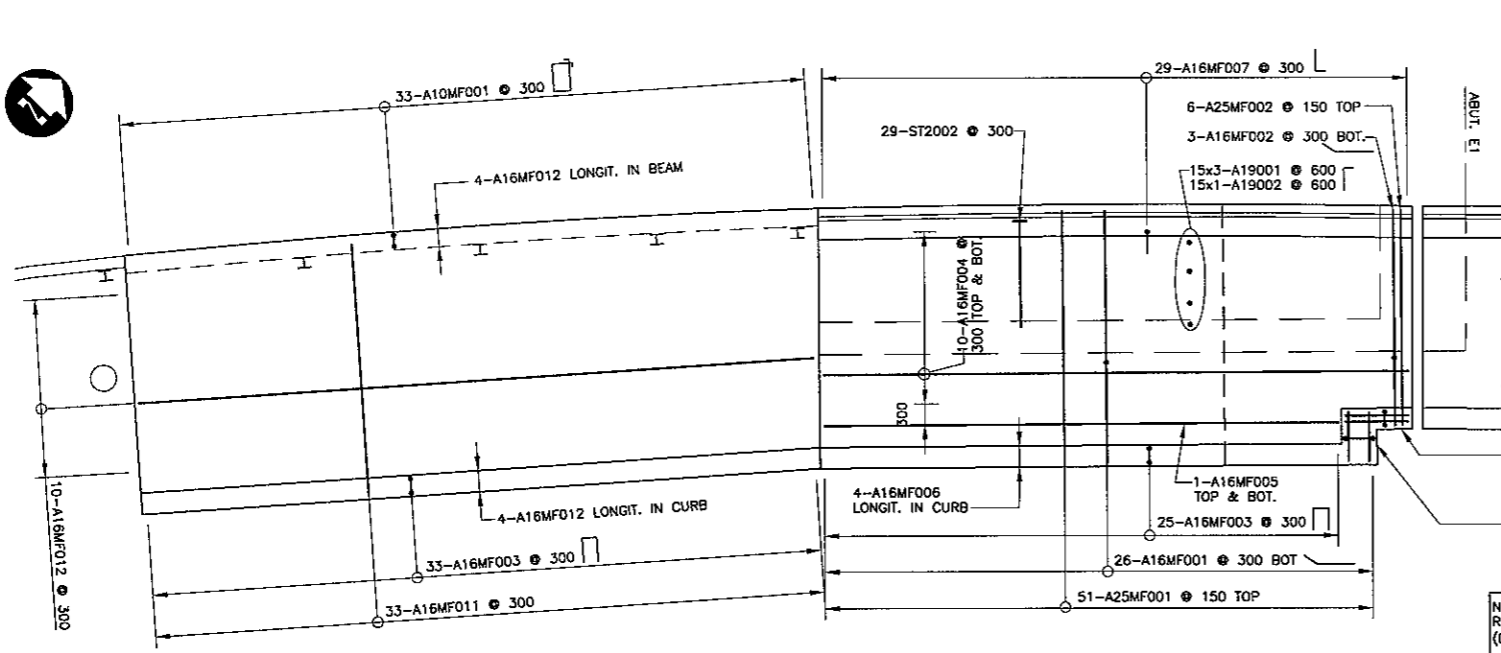 33-A10MF001 @ 300
29-A16MF007 @ 300
6-A25MF002 @ 150 TOP
3-A16MF002 @ 300 BOT.
29-ST2002 @ 300
ABUT. E1
4-A16MF012 LONGIT. IN BEAM
15x3-A19001 @ 600
15x1-A19002 @ 600
10-A16MF004 @
300 TOP & BOT.
300
10-A16MF012 @ 300
4-A16MF012 LONGIT. IN CURB
4-A16MF006
LONGIT. IN CURB
1-A16MF005
TOP & BOT.
25-A16MF003 @ 300
33-A16MF003 @ 300
26-A16MF001 @ 300 BOT
33-A16MF011 @ 300
51-A25MF001 @ 150 TOP
N
R